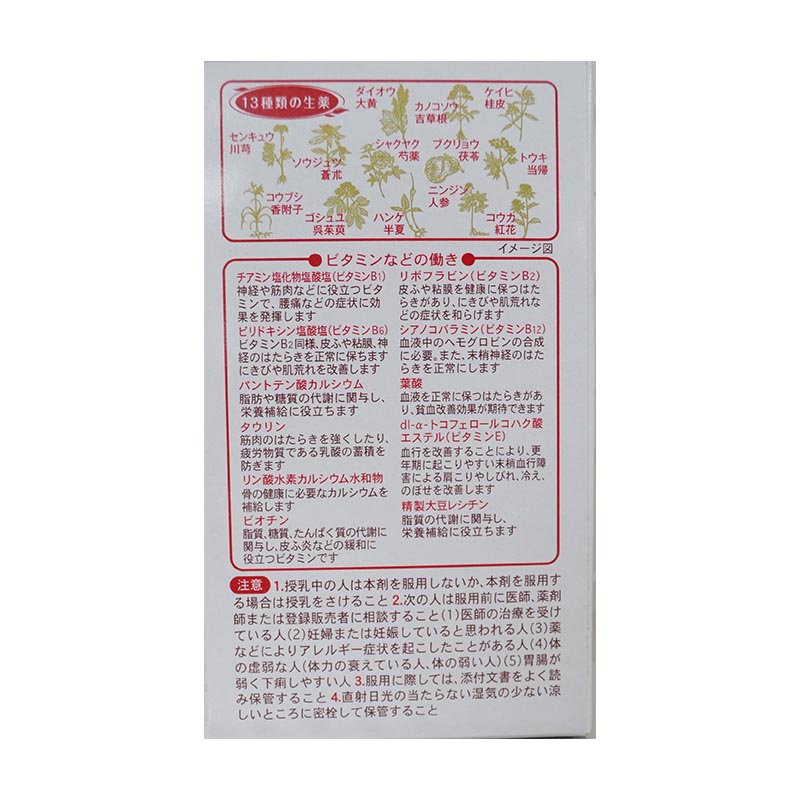 13種類の生薬
ダイオウ
大黄
カノコソウ
吉草根
ケイヒ
桂皮
センキュウ
川芎
ソウジュツ
蒼朮
シャクヤク
芍薬
ブクリョウ
茯苓
トウキ
当帰
コウブシ
香附子
ゴシュユ
呉茱萸
ハンゲ
半夏
ニンジン
人参
コウカ
紅花
イメージ図
ビタミンなどの働き
チアミン塩化物塩酸塩(ビタミンB1)
神経や筋肉などに役立つビタ
ミンで、腰痛などの症状に効
果を発揮します
ピリドキシン塩酸塩(ビタミンB6)
ビタミンB2同様、皮ふや粘膜、神
経のはたらきを正常に保ちます
にきびや肌荒れを改善します
パントテン酸カルシウム
脂肪や糖質の代謝に関与し、
栄養補給に役立ちます
タウリン
筋肉のはたらきを強くしたり、
疲労物質である乳酸の蓄積を
防ぎます
リン酸水素カルシウム水和物
骨の健康に必要なカルシウムを
補給します
ビオチン
脂質、糖質、たんぱく質の代謝に
関与し、皮ふ炎などの緩和に
役立つビタミンです
リボフラビン(ビタミンB2)
皮ふや粘膜を健康に保つはた
らきがあり、にきびや肌荒れな
どの症状を和らげます
シアノコバラミン(ビタミンB12)
血液中のヘモグロビンの合成
に必要。また、末梢神経のはた
らきを正常にします
葉酸
血液を正常に保つはたらきがあ
り、貧血改善効果が期待できます
dl-α-トコフェロールコハク酸
エステル(ビタミンE)
血行を改善することにより、更
年期に起こりやすい末梢血行障
害による肩こりやしびれ、冷え、
のぼせを改善します
精製大豆レシチン
脂質の代謝に関与し、
栄養補給に役立ちます
注意 1.授乳中の人は本剤を服用しないか、本剤を服用す
る場合は授乳をさけること 2.次の人は服用前に医師、薬剤
師または登録販売者に相談すること(1)医師の治療を受け
ている人(2)妊婦または妊娠していると思われる人(3)薬
などによりアレルギー症状を起こしたことがある人(4)体
の虚弱な人(体力の衰えている人、体の弱い人)(5)胃腸が
弱く下痢しやすい人 3.服用に際しては、添付文書をよく読
み保管すること 4.直射日光の当たらない湿気の少ない涼
しいところに密栓して保管すること